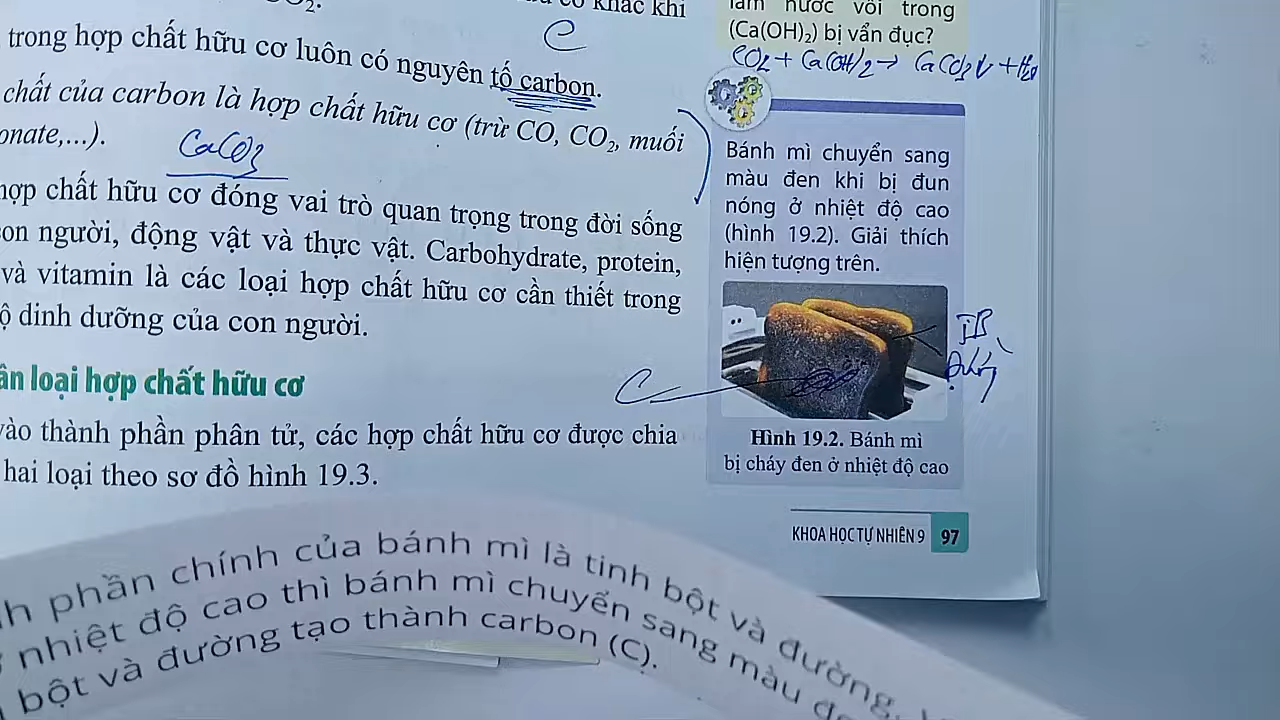 khác khi
trong hợp chất hữu cơ luôn có nguyên tố carbon.
chất của carbon là hợp chất hữu cơ (trừ CO, CO₂, muối
onate,...).
CaCO3
hợp chất hữu cơ đóng vai trò quan trọng trong đời sống
on người, động vật và thực vật. Carbohydrate, protein,
và vitamin là các loại hợp chất hữu cơ cần thiết trong
ộ dinh dưỡng của con người.
ân loại hợp chất hữu cơ
vào thành phần phân tử, các hợp chất hữu cơ được chia
hai loại theo sơ đồ hình 19.3.
C
làm nước vôi trong
(Ca(OH)₂) bị vẩn đục?
CO2 + Ca(OH)2 → CaCO3↓ + H2O
Bánh mì chuyển sang
màu đen khi bị đun
nóng ở nhiệt độ cao
(hình 19.2). Giải thích
hiện tượng trên.
TB
C
Hình 19.2. Bánh mì
bị cháy đen ở nhiệt độ cao
KHOA HỌC TỰ NHIÊN 9 97
h phần chính của bánh mì là tinh bột và đường,
nhiệt độ cao thì bánh mì chuyển sang màu
bột và đường tạo thành carbon (C).